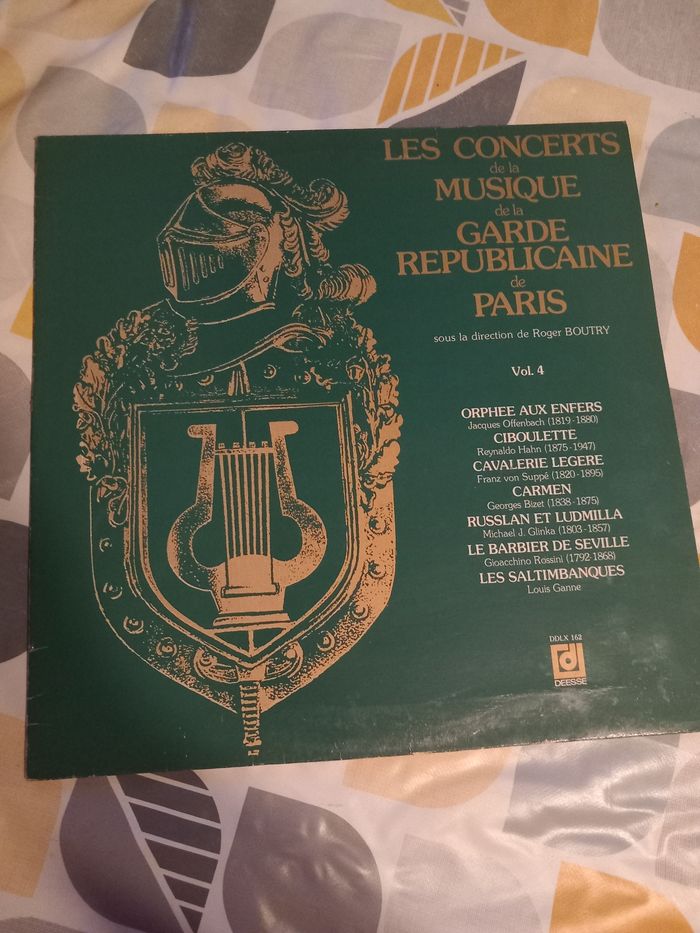 LES CONCERTS
de la
MUSIQUE
de la
GARDE
REPUBLICAINE
de
PARIS
sous la direction de Roger BOUTRY
Vol. 4
ORPHEE AUX ENFERS
Jacques Offenbach (1819-1880)
CIBOULETTE
Reynaldo Hahn (1875-1947)
CAVALERIE LEGERE
Franz von Suppé (1820-1895)
CARMEN
Georges Bizet (1838-1875)
RUSSLAN ET LUDMILLA
Michael J. Glinka (1803-1857)
LE BARBIER DE SEVILLE
Gioacchino Rossini (1792-1868)
LES SALTIMBANQUES
Louis Ganne
DDLX 162
DEESSE